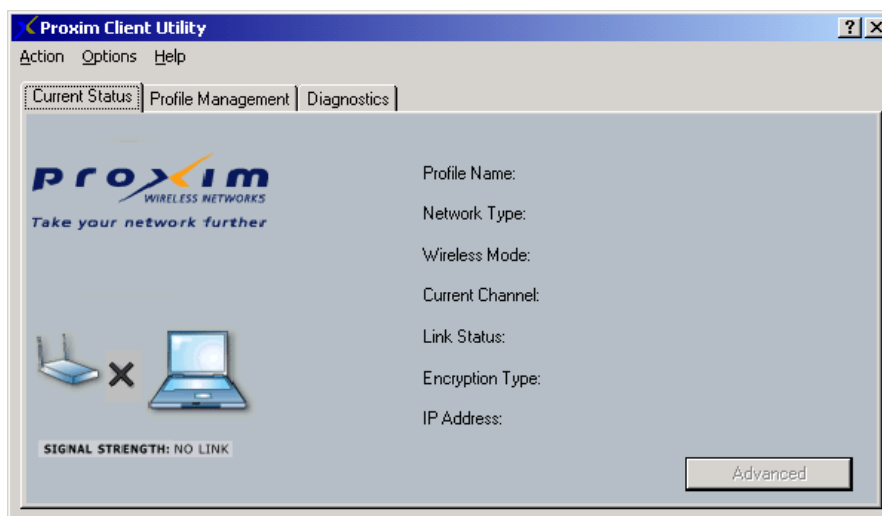 Proxim Client Utility
Action Options Help
Current Status Profile Management Diagnostics
proxim
WIRELESS NETWORKS
Take your network further
Profile Name:
Network Type:
Wireless Mode:
Current Channel:
Link Status:
Encryption Type:
IP Address:
SIGNAL STRENGTH: NO LINK
Advanced